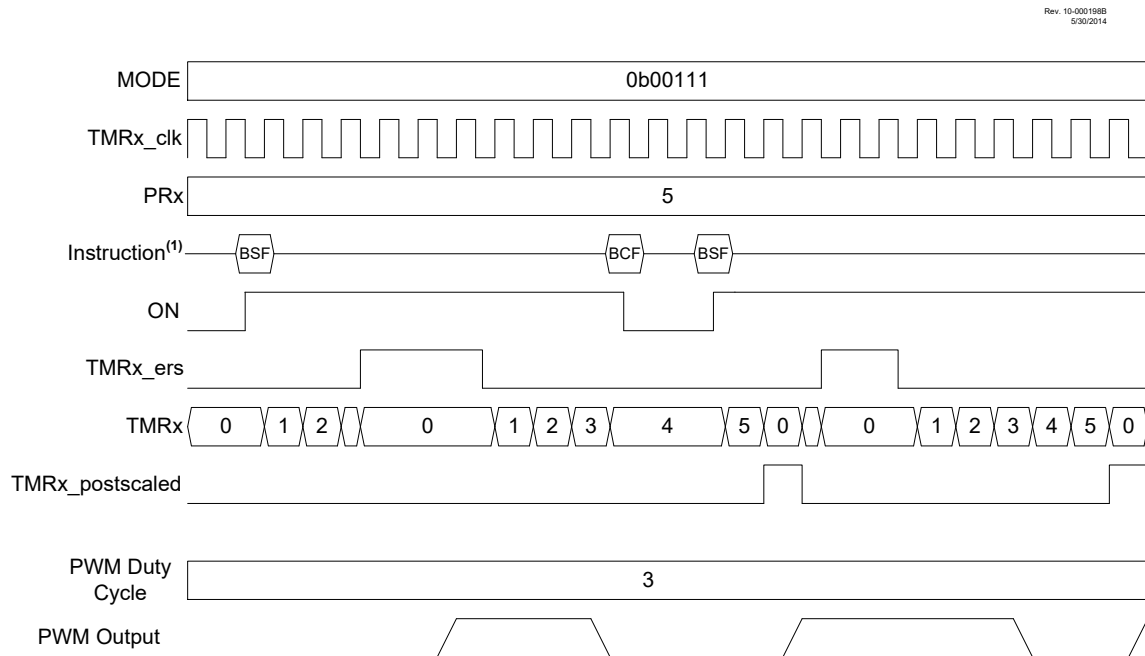 Rev. 10-000198B
5/30/2014
MODE 0b00111
TMRx_clk
PRx 5
Instruction(1) BSF BCF BSF
ON
TMRx_ers
TMRx 0 1 2 0 1 2 3 4 5 0 0 1 2 3 4 5 0
TMRx_postscaled
PWM Duty
Cycle 3
PWM Output